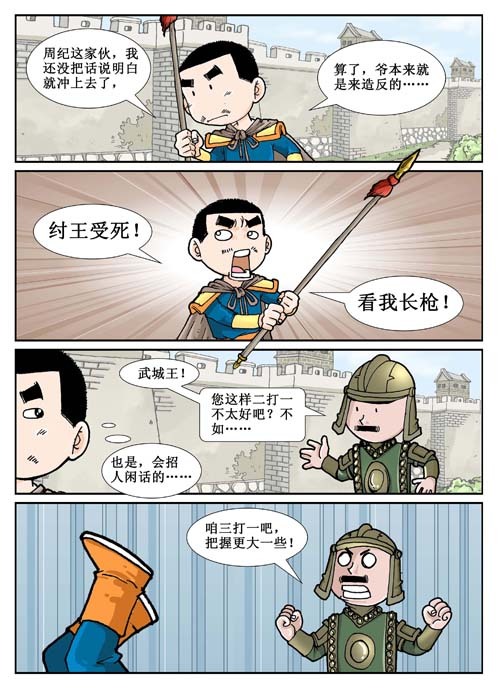 周纪这家伙，我
还没把话说明白
就冲上去了，
算了，爷本来就
是来造反的……
纣王受死！
看我长枪！
武城王！
您这样二打一
不太好吧？不
如……
也是，会招
人闲话的……
咱三打一吧，
把握更大一些！